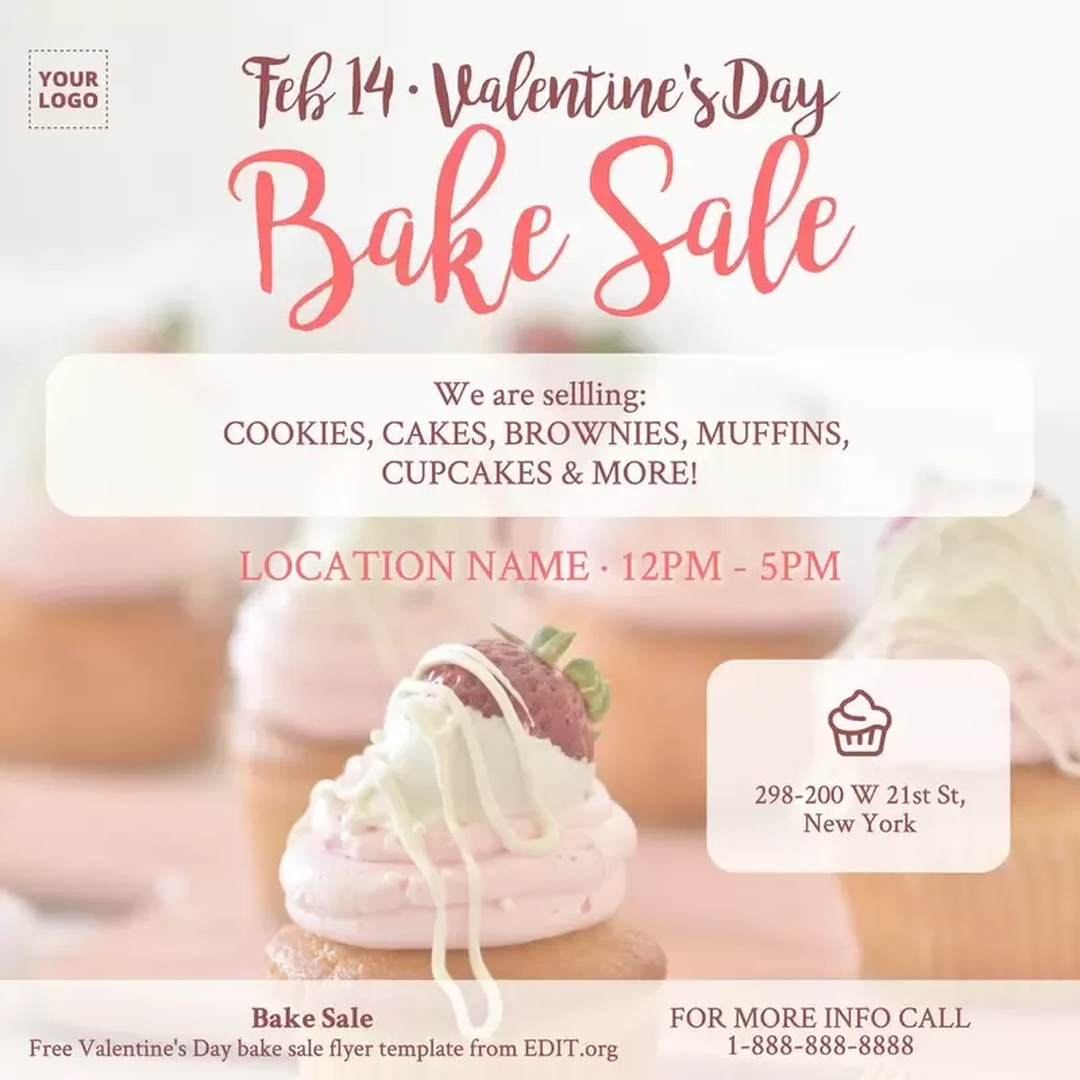 YOUR
LOGO
Feb 14 · Valentine's Day
Bake Sale
We are sellling:
COOKIES, CAKES, BROWNIES, MUFFINS,
CUPCAKES & MORE!
LOCATION NAME · 12PM - 5PM
298-200 W 21st St,
New York
Bake Sale
Free Valentine's Day bake sale flyer template from EDIT.org
FOR MORE INFO CALL
1-888-888-8888